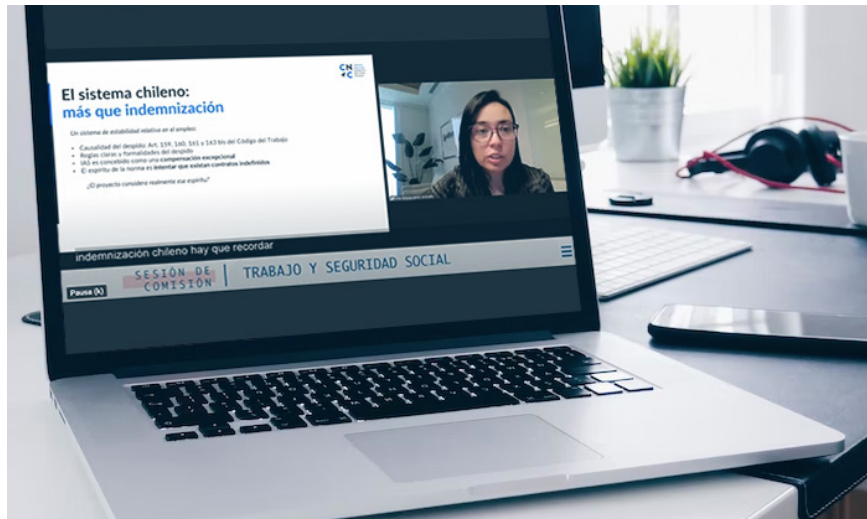 CN
C
El sistema chileno:
más que indemnización
Un sistema de estabilidad relativa en el empleo:
• Causalidad del despido: Art. 159, 160, 161 y 163 bis del Código del Trabajo
• Reglas claras y formalidades del despido
• IAS es concebido como una compensación excepcional
• El espíritu de la norma es intentar que existan contratos indefinidos
¿El proyecto considera realmente ese espíritu?
indemnización chileno hay que recordar
Pausa (k)
SESIÓN DE
COMISIÓN
TRABAJO Y SEGURIDAD SOCIAL